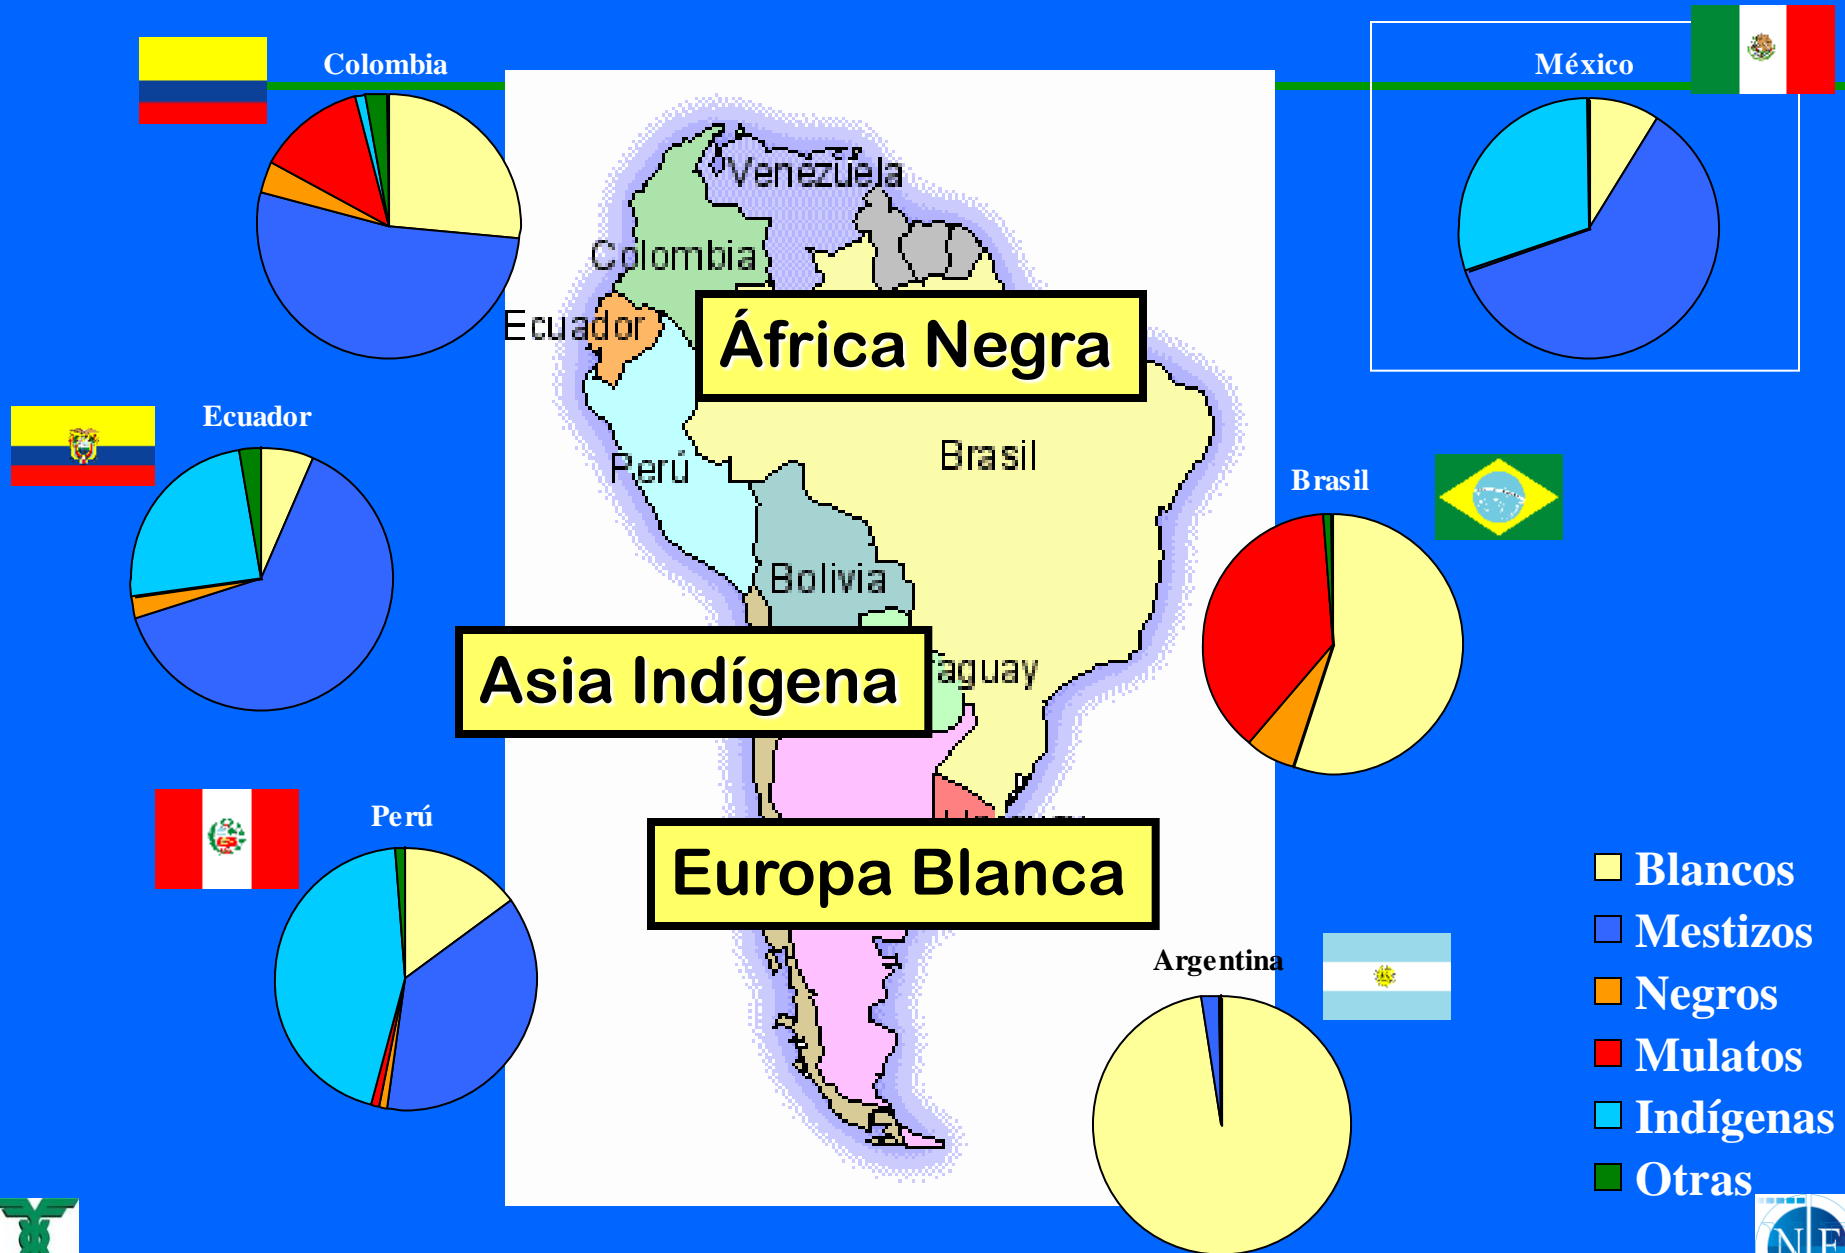 Colombia
México
Venezuela
Colombia
Ecuador
África Negra
Ecuador
Perú
Brasil
Brasil
Bolivia
Asia Indígena
aguay
Perú
Europa Blanca
Argentina
Blancos
Mestizos
Negros
Mulatos
Indígenas
Otras
N E